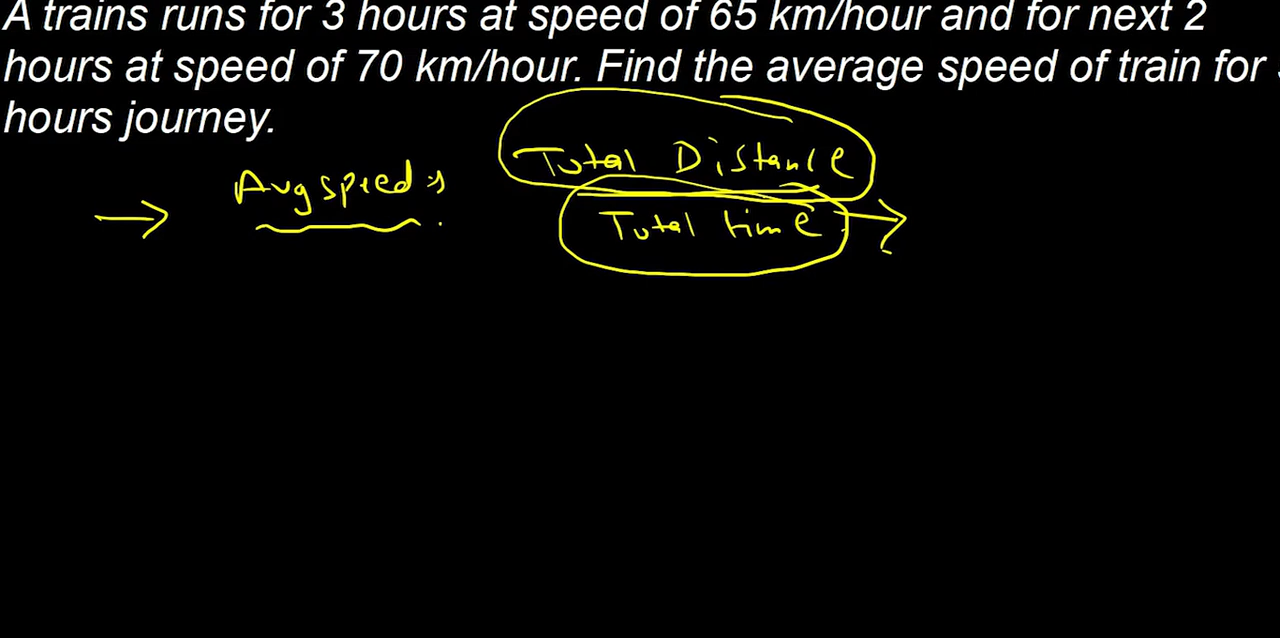 A trains runs for 3 hours at speed of 65 km/hour and for next 2
hours at speed of 70 km/hour. Find the average speed of train for
hours journey.
Total Distance
Avg speed =
Total time